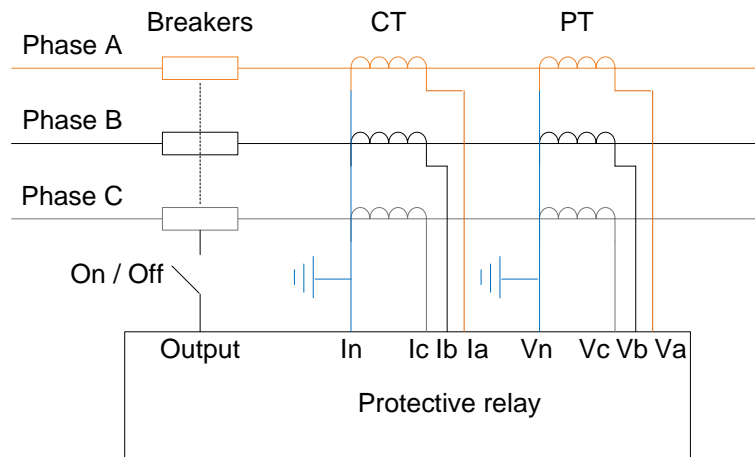 Breakers
CT
PT
Phase A
Phase B
Phase C
On / Off
Output
In
Ic
Ib
Ia
Vn
Vc
Vb
Va
Protective relay